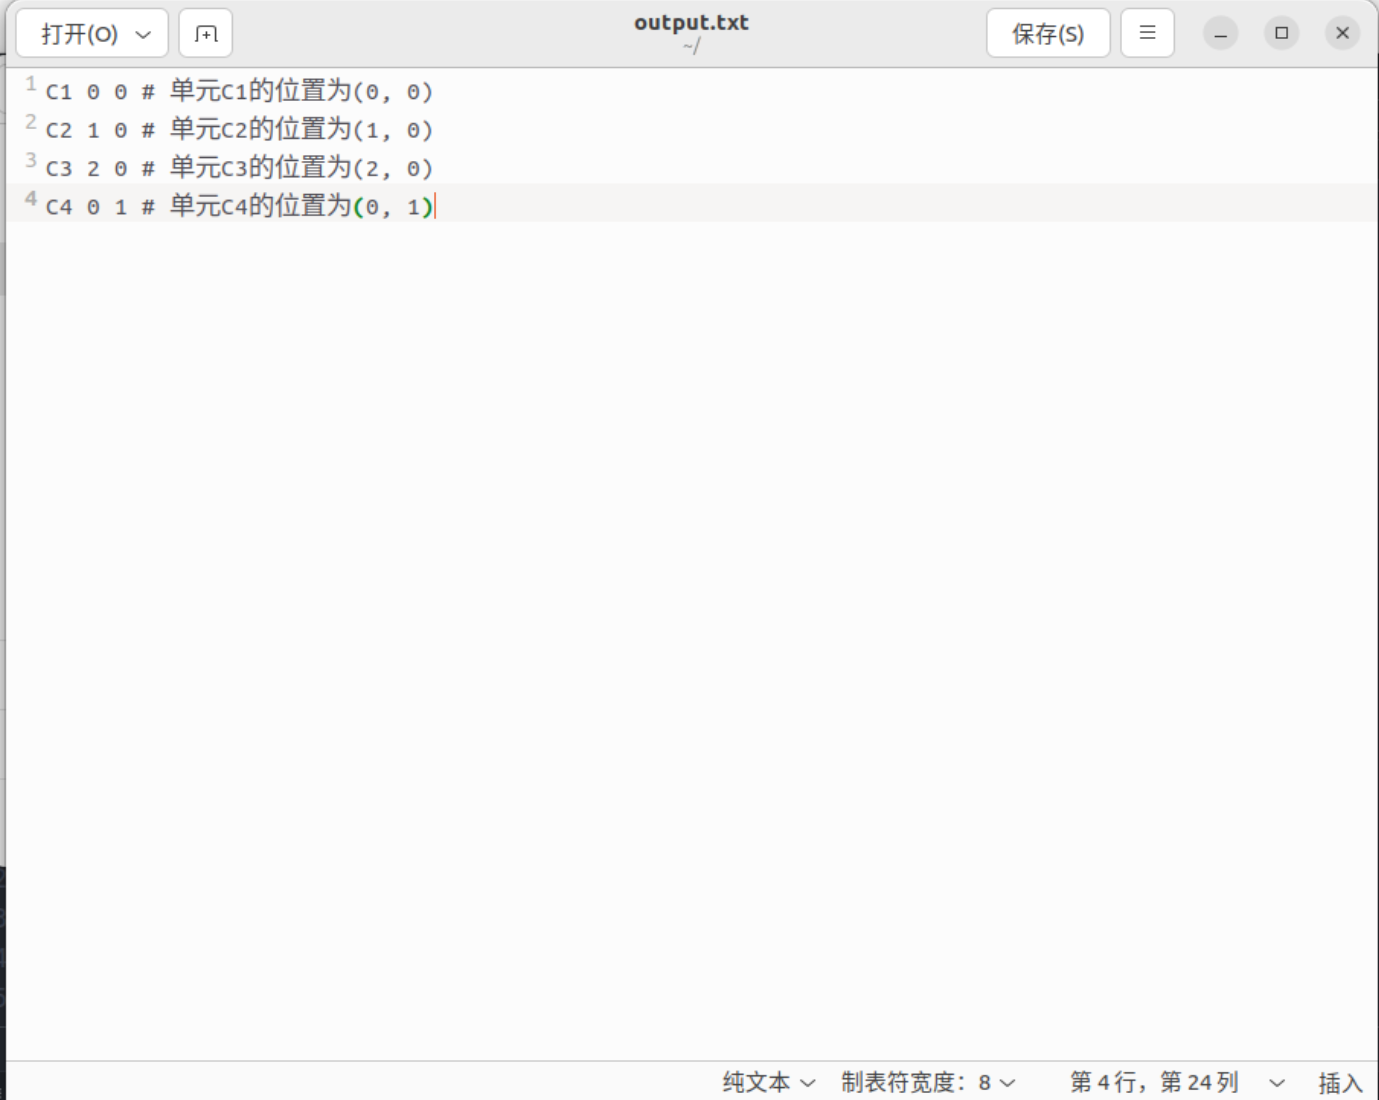 打开(O)
output.txt
~/
保存(S)
1 C1 0 0 # 单元C1的位置为(0, 0)
2 C2 1 0 # 单元C2的位置为(1, 0)
3 C3 2 0 # 单元C3的位置为(2, 0)
4 C4 0 1 # 单元C4的位置为(0, 1)
纯文本 制表符宽度：8 第 4 行，第 24 列 插入